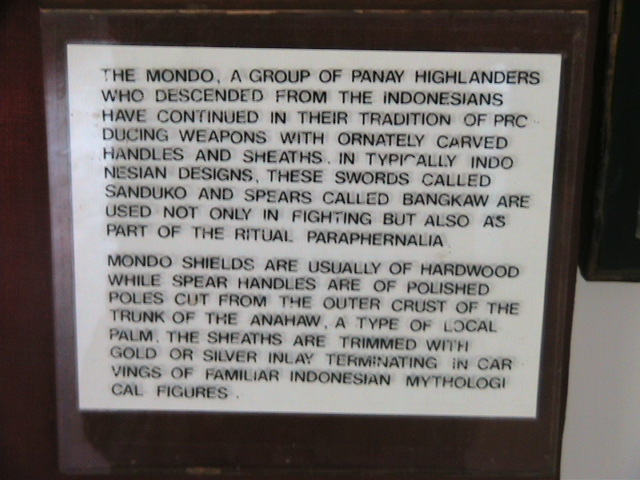 THE MONDO, A GROUP OF PANAY HIGHLANDERS
WHO DESCENDED FROM THE INDONESIANS
HAVE CONTINUED IN THEIR TRADITION OF PRC
DUCING WEAPONS WITH ORNATELY CARVED
HANDLES AND SHEATHS. IN TYPICALLY INDO
NESIAN DESIGNS, THESE SWORDS CALLED
SANDUKO AND SPEARS CALLED BANGKAW ARE
USED NOT ONLY IN FIGHTING BUT ALSO AS
PART OF THE RITUAL PARAPHERNALIA
MONDO SHIELDS ARE USUALLY OF HARDWOOD
WHILE SPEAR HANDLES ARE OF POLISHED
POLES CUT FROM THE OUTER CRUST OF THE
TRUNK OF THE ANAHAW, A TYPE OF LOCAL
PALM. THE SHEATHS ARE TRIMMED WITH
GOLD OR SILVER INLAY TERMINATING IN CAR
VINGS OF FAMILIAR INDONESIAN MYTHOLOGI
CAL FIGURES.